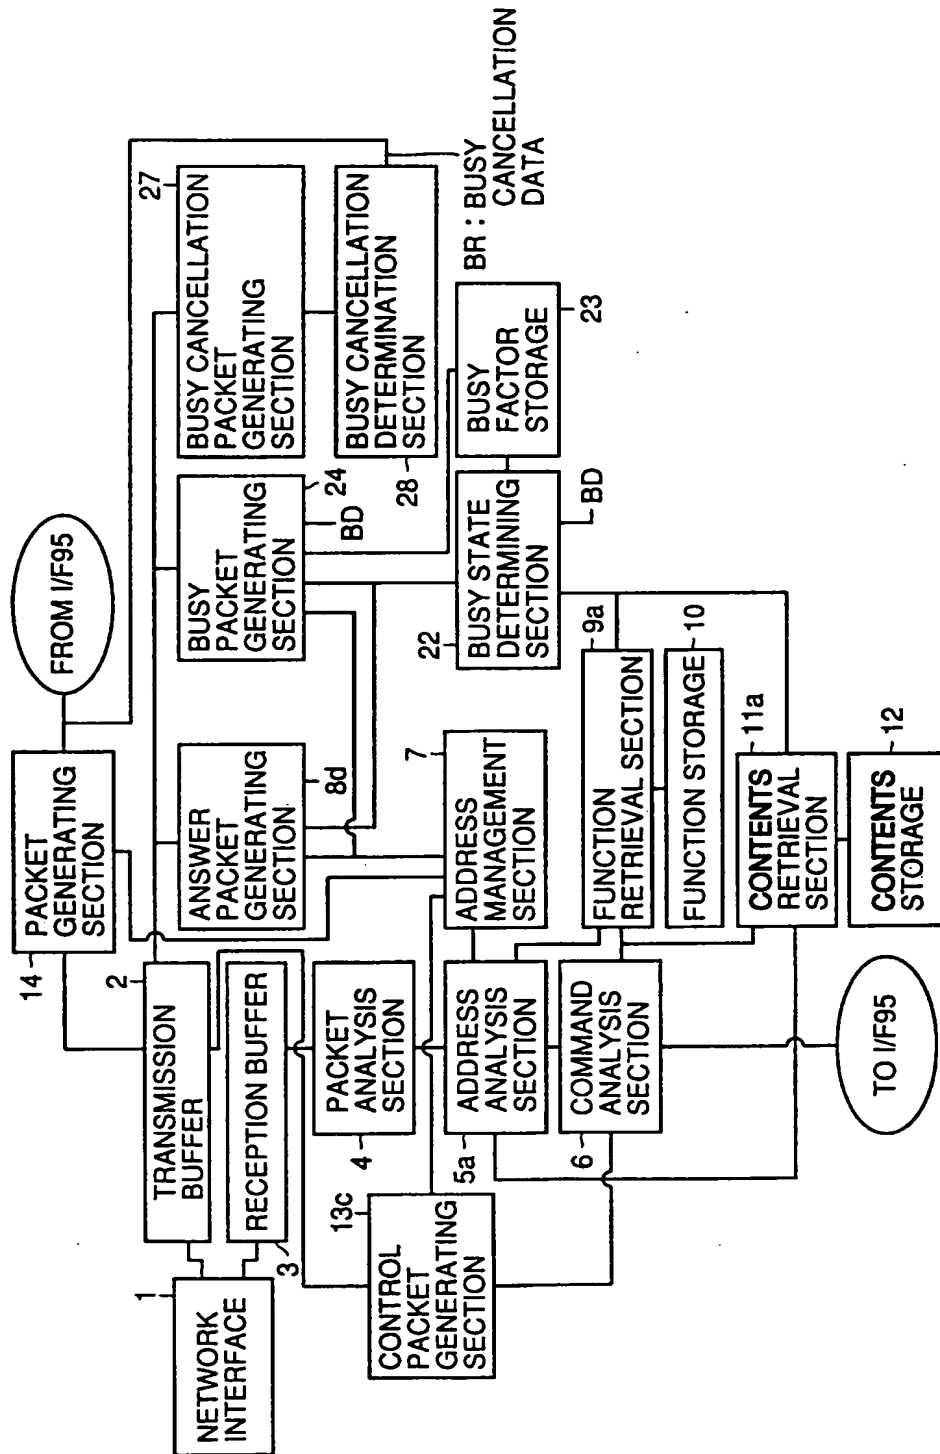 NETWORK
INTERFACE
1
TRANSMISSION
BUFFER
2
RECEPTION BUFFER
3
PACKET
GENERATING
SECTION
14
FROM I/F95
PACKET
ANALYSIS
SECTION
4
CONTROL
PACKET
GENERATING
SECTION
13c
ADDRESS
ANALYSIS
SECTION
5a
COMMAND
ANALYSIS
SECTION
6
TO I/F95
ANSWER
PACKET
GENERATING
SECTION
8d
ADDRESS
MANAGEMENT
SECTION
7
FUNCTION
RETRIEVAL SECTION
9a
FUNCTION STORAGE
10
CONTENTS
RETRIEVAL
SECTION
11a
CONTENTS
STORAGE
12
BUSY
PACKET
GENERATING
SECTION
24
BD
BUSY STATE
DETERMINING
SECTION
22
BD
BUSY
FACTOR
STORAGE
23
BUSY CANCELLATION
PACKET
GENERATING
SECTION
27
BUSY CANCELLATION
DETERMINATION
SECTION
28
BR : BUSY
CANCELLATION
DATA